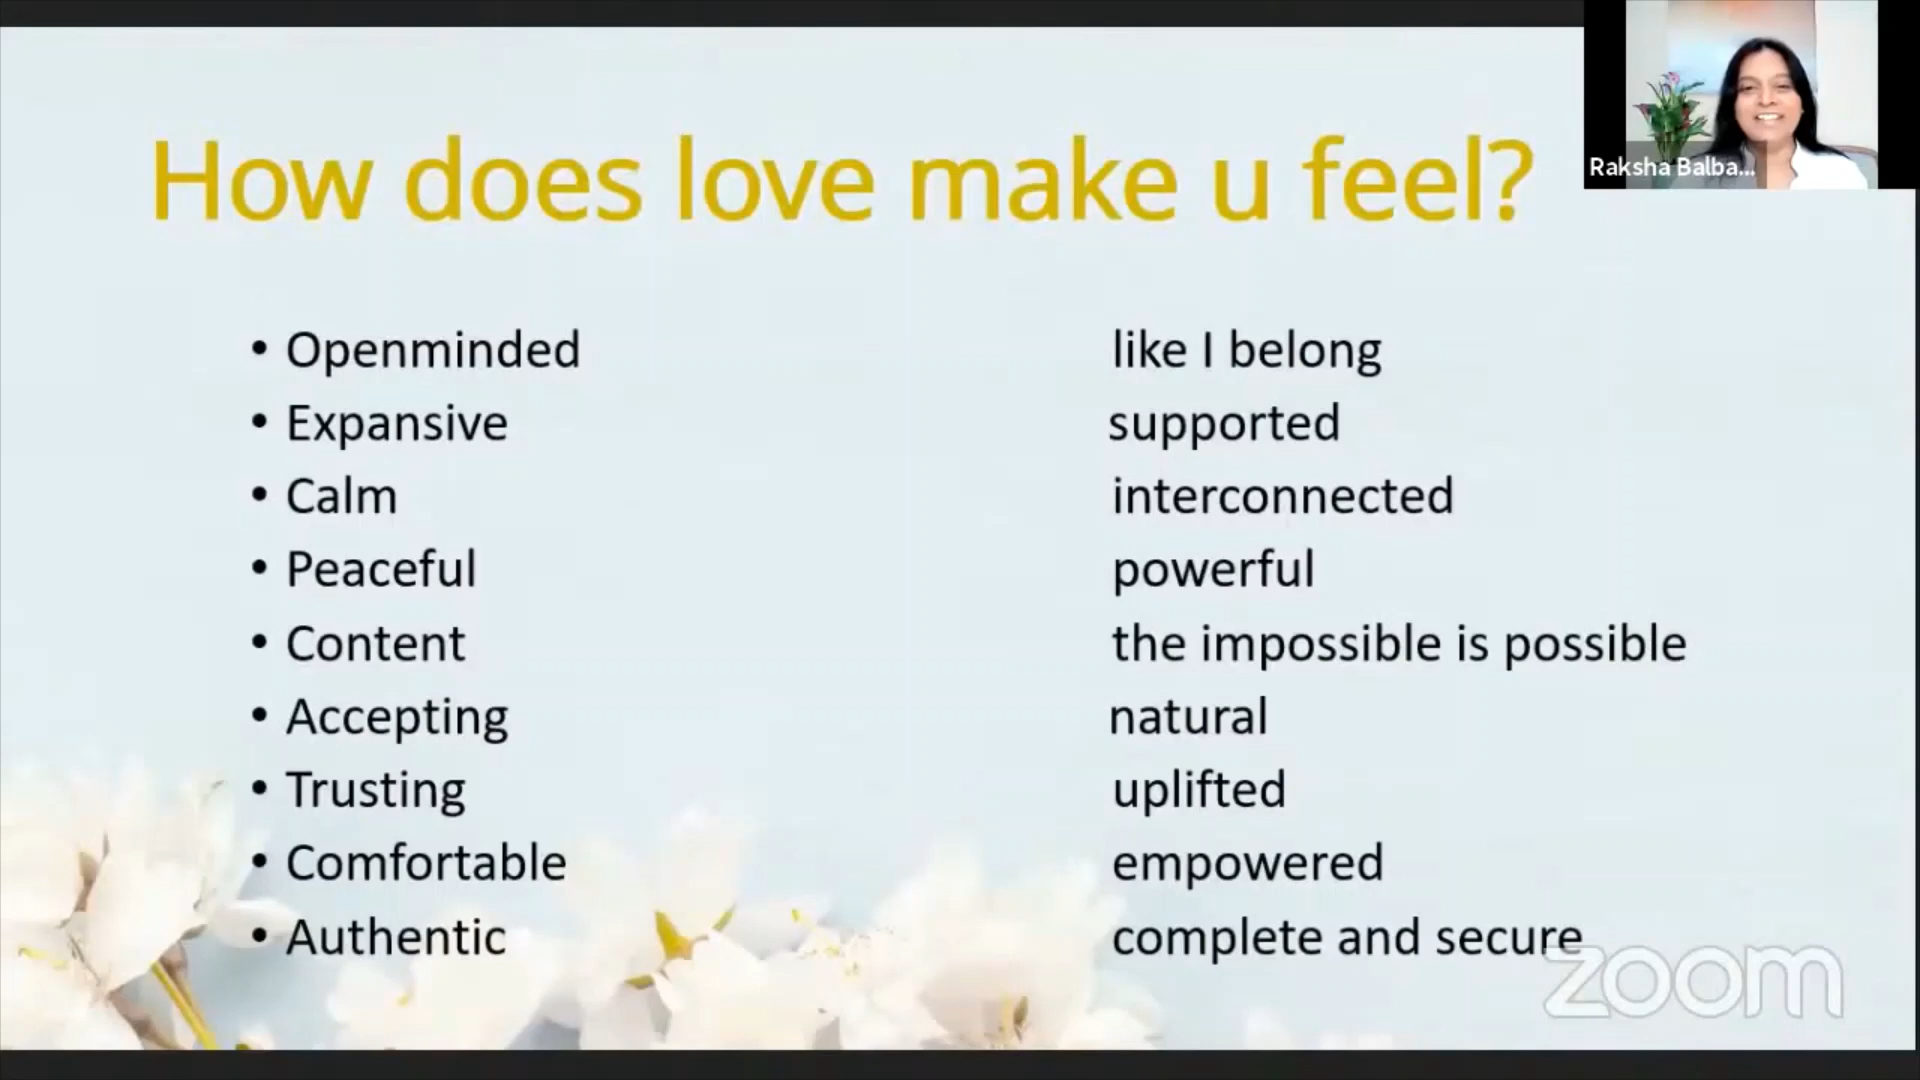 How does love make u feel?
Raksha Balba...
• Openminded like I belong
• Expansive supported
• Calm interconnected
• Peaceful powerful
• Content the impossible is possible
• Accepting natural
• Trusting uplifted
• Comfortable empowered
• Authentic complete and secure
zoom